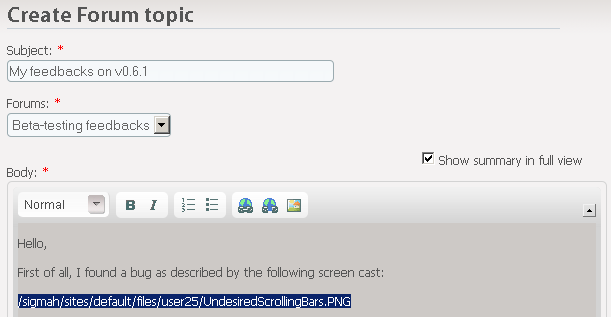 Create Forum topic
Subject: *
My feedbacks on v0.6.1
Forums: *
Beta-testing feedbacks
Show summary in full view
Body: *
Normal B I
Hello,
First of all, I found a bug as described by the following screen cast:
/sigmah/sites/default/files/user25/UndesiredScrollingBars.PNG